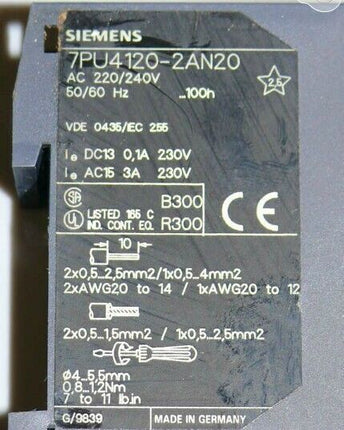 SIEMENS
7PU4120-2AN20
AC 220/240V
50/60 Hz ...100h
2.5
VDE 0435/IEC 255
Ie DC13 0,1A 230V
Ie AC15 3A 230V
SA B300
UL LISTED 165 C
IND. CONT. EQ. R300
CE
10
2x0,5...2,5mm2/1x0,5...4mm2
2xAWG20 to 14 / 1xAWG20 to 12
2x0,5...1,5mm2 / 1x0,5...2,5mm2
ø4...5,5mm
0,8...1,2Nm
7 to 11 lb.in
G/9839 MADE IN GERMANY